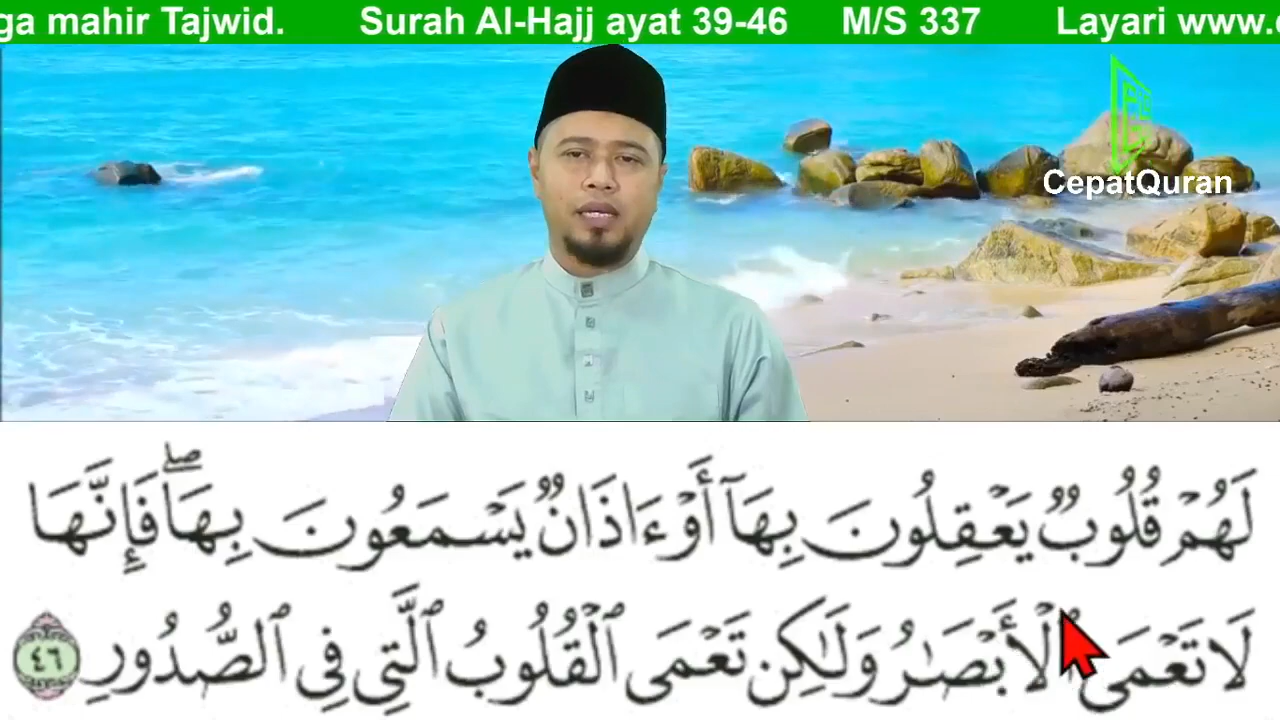 ga mahir Tajwid. Surah Al-Hajj ayat 39-46 M/S 337 Layari www.
CepatQuran
لَهُمْ قُلُوبٌ يَعْقِلُونَ بِهَآ أَوْ ءَاذَانٌ يَسْمَعُونَ بِهَا ۖ فَإِنَّهَا
لَا تَعْمَى ٱلْأَبْصَـٰرُ وَلَـٰكِن تَعْمَى ٱلْقُلُوبُ ٱلَّتِى فِى ٱلصُّدُورِ ٤٦